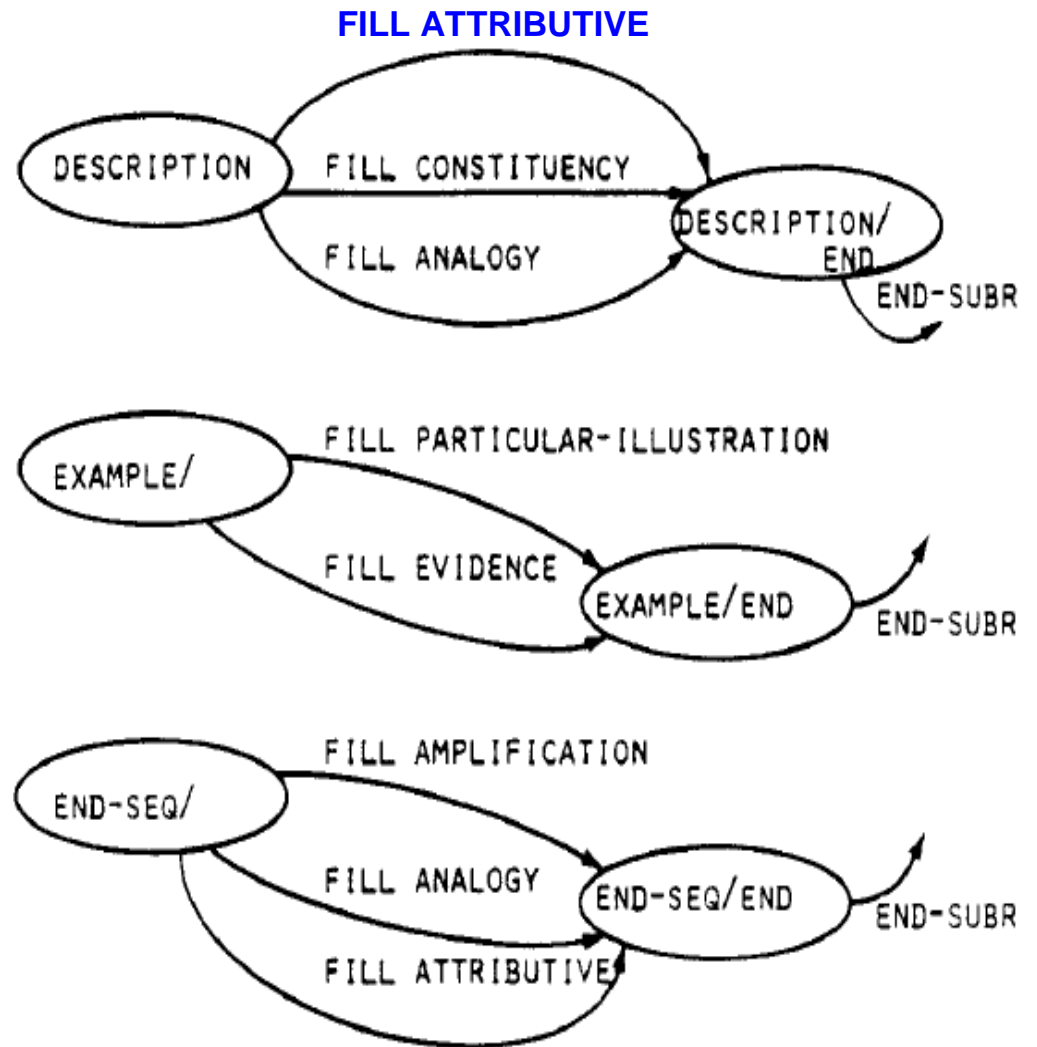 FILL ATTRIBUTIVE
DESCRIPTION
FILL CONSTITUENCY
DESCRIPTION/
END
FILL ANALOGY
END-SUBR
FILL PARTICULAR-ILLUSTRATION
EXAMPLE/
FILL EVIDENCE
EXAMPLE/END
END-SUBR
FILL AMPLIFICATION
END-SEQ/
FILL ANALOGY
END-SEQ/END
END-SUBR
FILL ATTRIBUTIVE